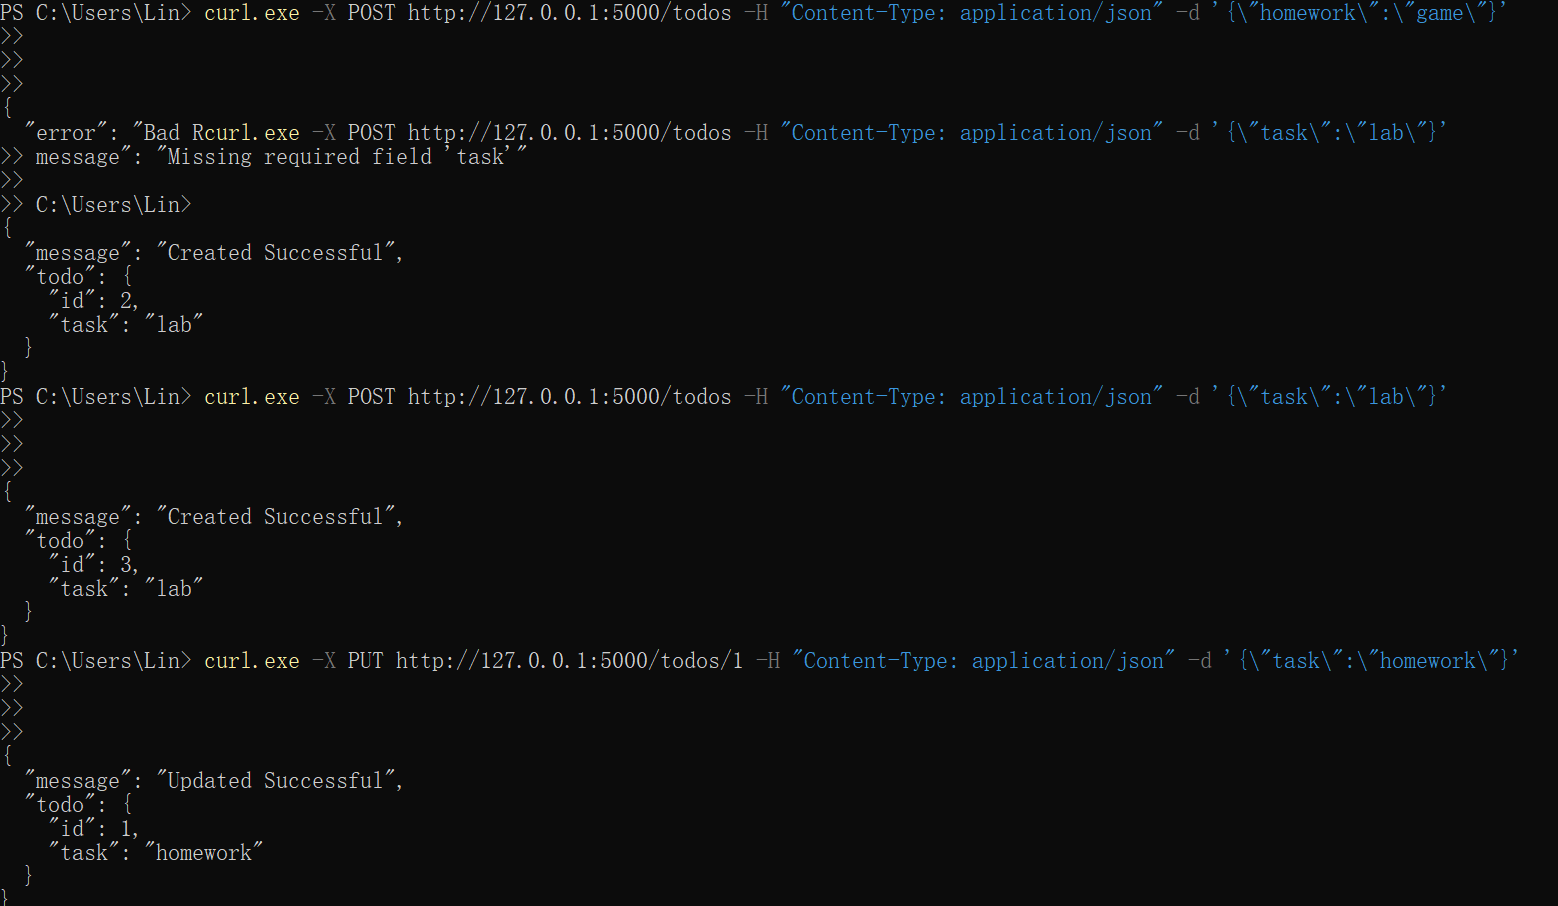 PS C:\Users\Lin> curl.exe -X POST http://127.0.0.1:5000/todos -H "Content-Type: application/json" -d '{\"homework\":\"game\"}'
>>
>>
>>
{
  "error": "Bad Rcurl.exe -X POST http://127.0.0.1:5000/todos -H "Content-Type: application/json" -d '{\"task\":\"lab\"}'
>> message": "Missing required field 'task'"
>>
>> C:\Users\Lin>
{
  "message": "Created Successful",
  "todo": {
    "id": 2,
    "task": "lab"
  }
}
PS C:\Users\Lin> curl.exe -X POST http://127.0.0.1:5000/todos -H "Content-Type: application/json" -d '{\"task\":\"lab\"}'
>>
>>
>>
{
  "message": "Created Successful",
  "todo": {
    "id": 3,
    "task": "lab"
  }
}
PS C:\Users\Lin> curl.exe -X PUT http://127.0.0.1:5000/todos/1 -H "Content-Type: application/json" -d '{\"task\":\"homework\"}'
>>
>>
>>
{
  "message": "Updated Successful",
  "todo": {
    "id": 1,
    "task": "homework"
  }
}